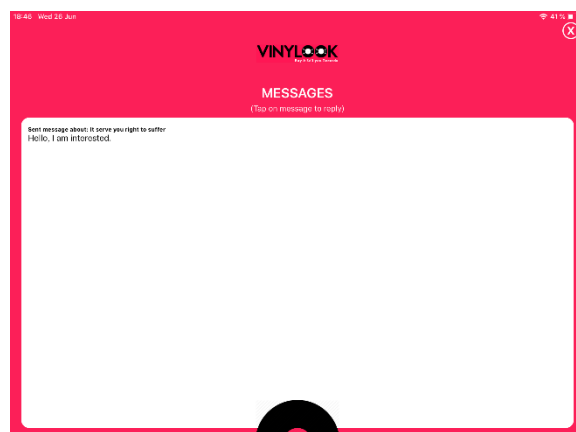 18:46 Wed 26 Jun
41%
X
VINYLOOK
MESSAGES
(Tap on message to reply)
Sent message about: It serve you right to suffer
Hello, I am interested.